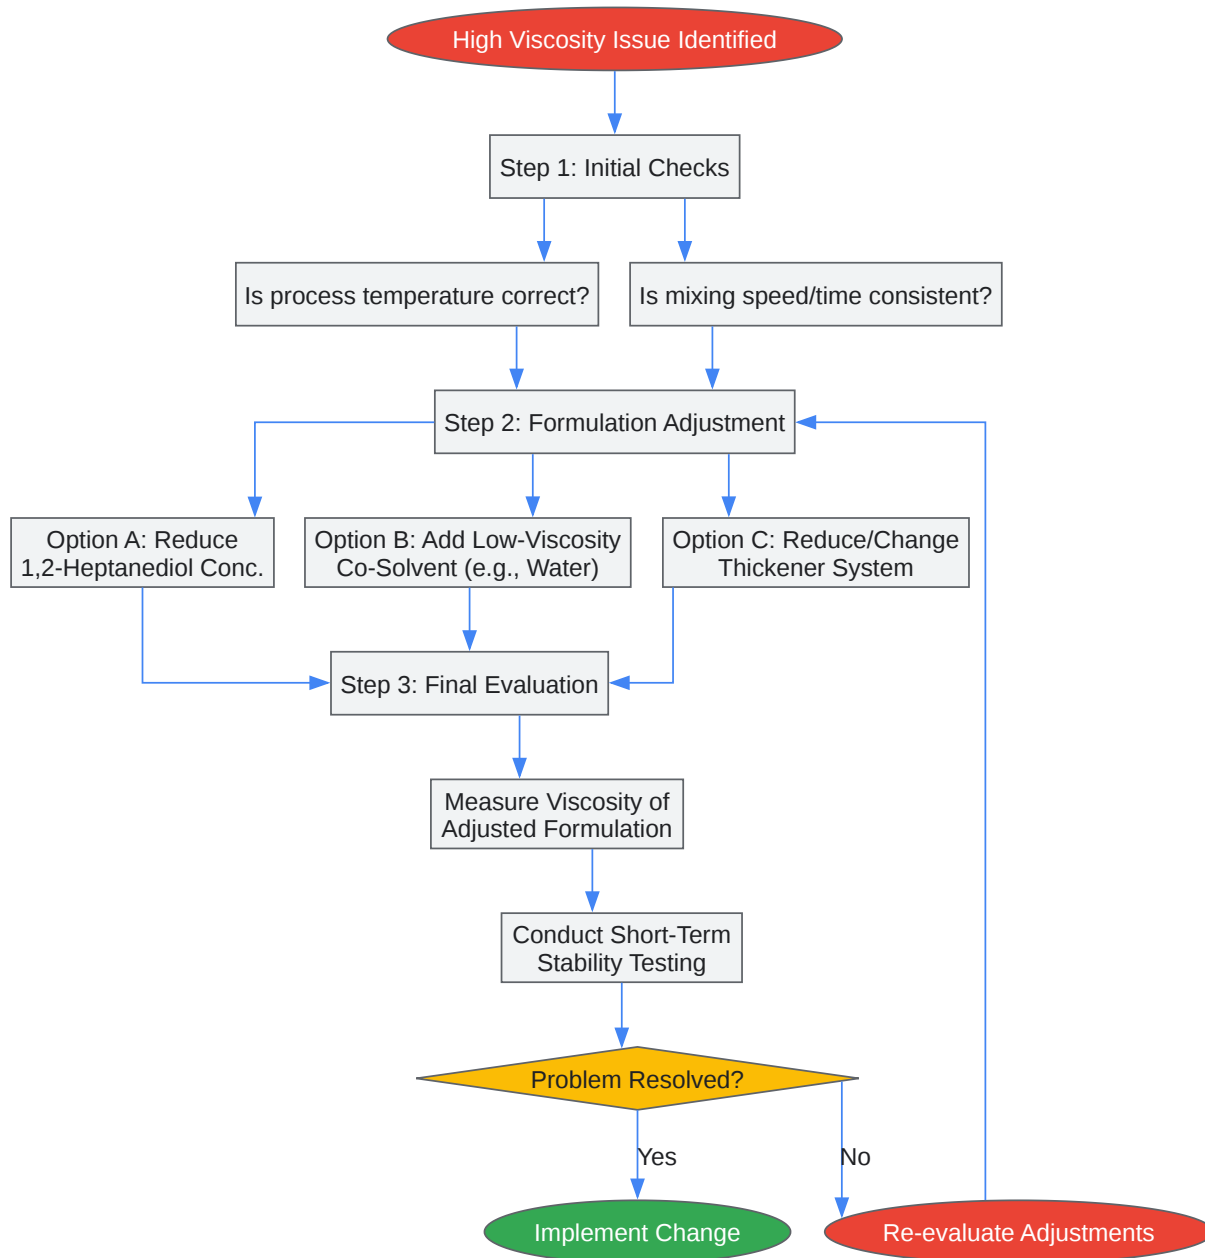 High Viscosity Issue Identified
Step 1: Initial Checks
Is process temperature correct?
Is mixing speed/time consistent?
Step 2: Formulation Adjustment
Option A: Reduce
1,2-Heptanediol Conc.
Option B: Add Low-Viscosity
Co-Solvent (e.g., Water)
Option C: Reduce/Change
Thickener System
Step 3: Final Evaluation
Measure Viscosity of
Adjusted Formulation
Conduct Short-Term
Stability Testing
Problem Resolved?
Yes
No
Implement Change
Re-evaluate Adjustments